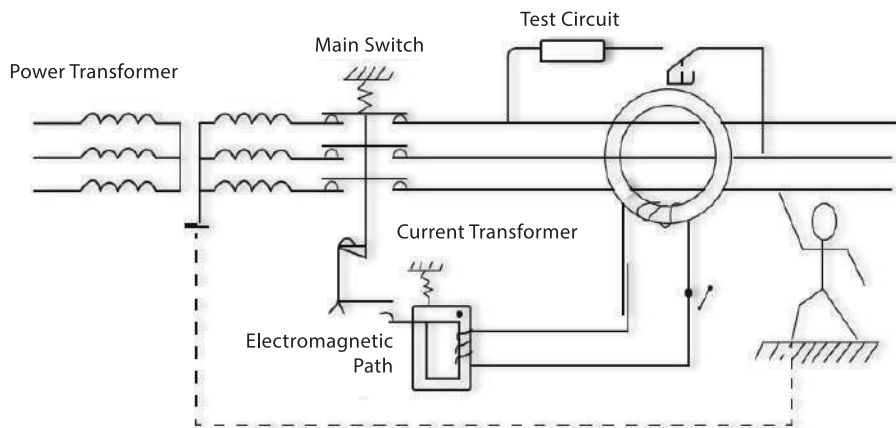 Test Circuit
Main Switch
Power Transformer
Current Transformer
Electromagnetic
Path